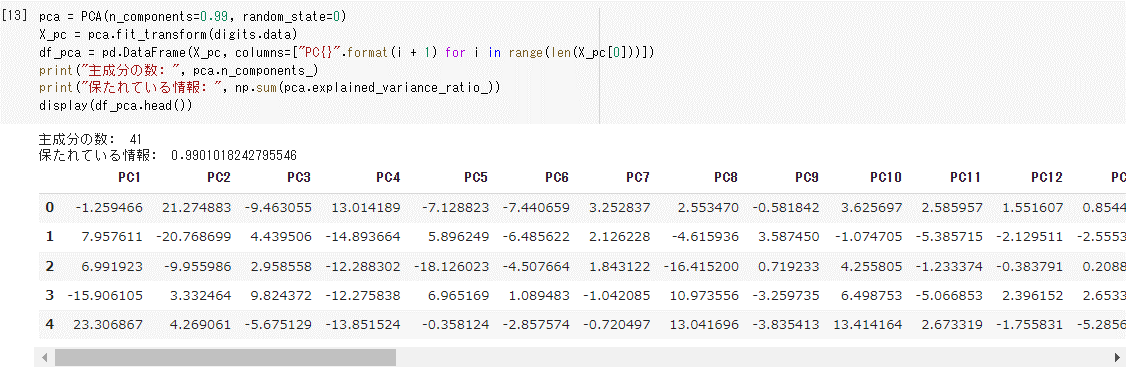 [13] pca = PCA(n_components=0.99, random_state=0)
X_pc = pca.fit_transform(digits.data)
df_pca = pd.DataFrame(X_pc, columns=["PC{}".format(i + 1) for i in range(len(X_pc[0]))])
print("主成分の数: ", pca.n_components_)
print("保たれている情報: ", np.sum(pca.explained_variance_ratio_))
display(df_pca.head())
主成分の数: 41
保たれている情報: 0.9901018242795546
PC1 PC2 PC3 PC4 PC5 PC6 PC7 PC8 PC9 PC10 PC11 PC12 PC
0 -1.259466 21.274883 -9.463055 13.014189 -7.128823 -7.440659 3.252837 2.553470 -0.581842 3.625697 2.585957 1.551607 0.8544
1 7.957611 -20.768699 4.439506 -14.893664 5.896249 -6.485622 2.126228 -4.615936 3.587450 -1.074705 -5.385715 -2.129511 -2.5553
2 6.991923 -9.955986 2.958558 -12.288302 -18.126023 -4.507664 1.843122 -16.415200 0.719233 4.255805 -1.233374 -0.383791 0.2088
3 -15.906105 3.332464 9.824372 -12.275838 6.965169 1.089483 -1.042085 10.973556 -3.259735 6.498753 -5.066853 2.396152 2.6533
4 23.306867 4.269061 -5.675129 -13.851524 -0.358124 -2.857574 -0.720497 13.041696 -3.835413 13.414164 2.673319 -1.755831 -5.2856